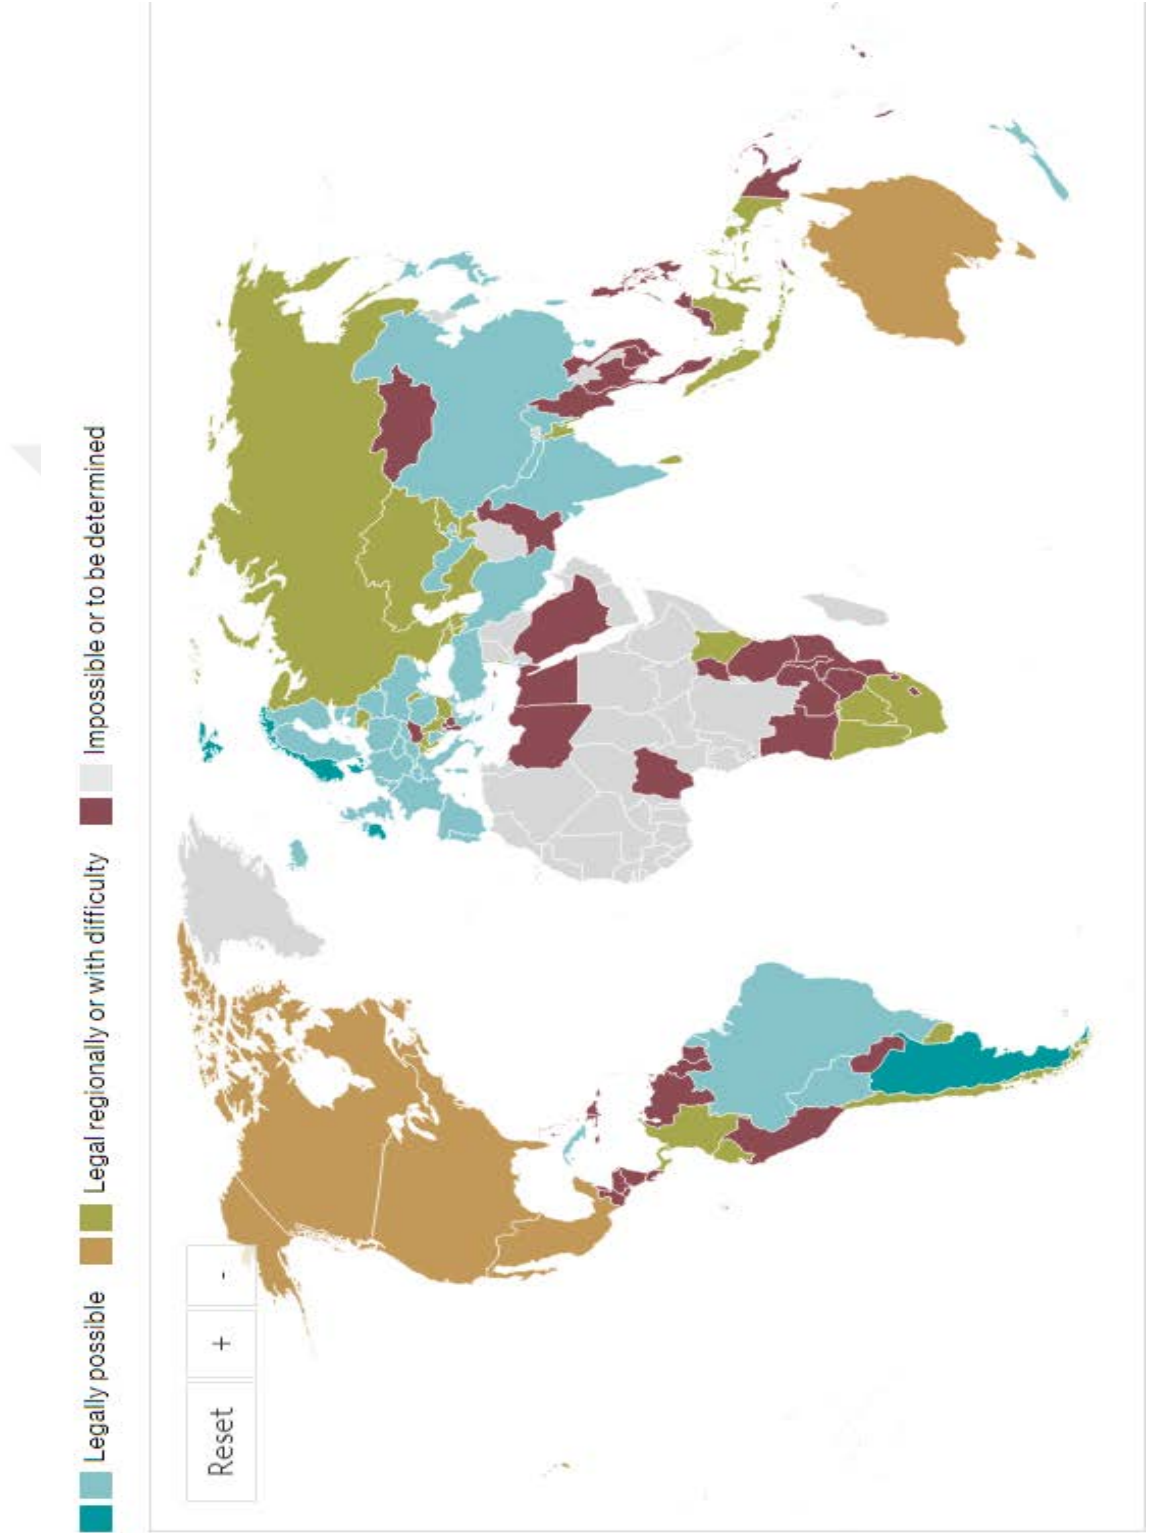 Legally possible
Legal regionally or with difficulty
Impossible or to be determined
Reset
+
-